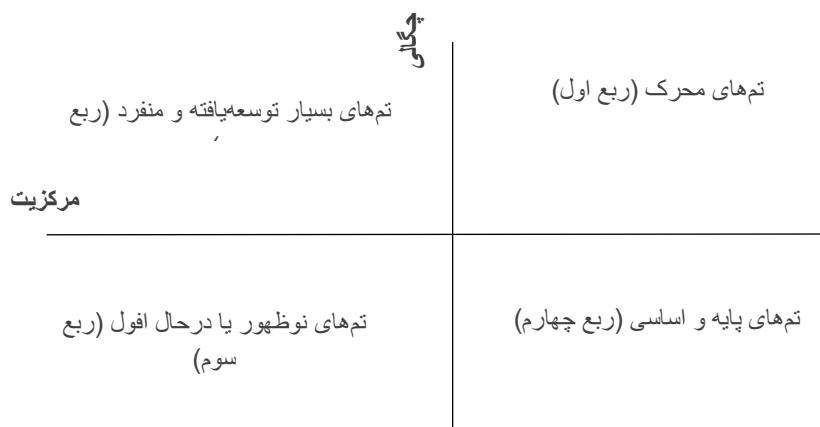 چگالی
تم‌های محرک (ربع اول)
تم‌های بسیار توسعه‌یافته و منفرد (ربع
مرکزیت
تم‌های پایه و اساسی (ربع چهارم)
تم‌های نوظهور یا درحال افول (ربع
سوم)